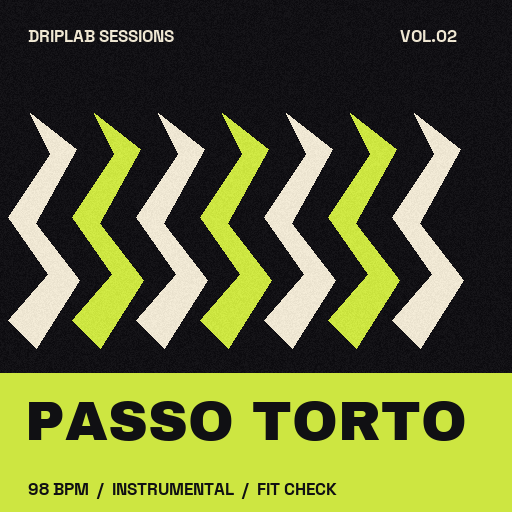 DRIPLAB SESSIONS
VOL.02
PASSO TORTO
98 BPM / INSTRUMENTAL / FIT CHECK